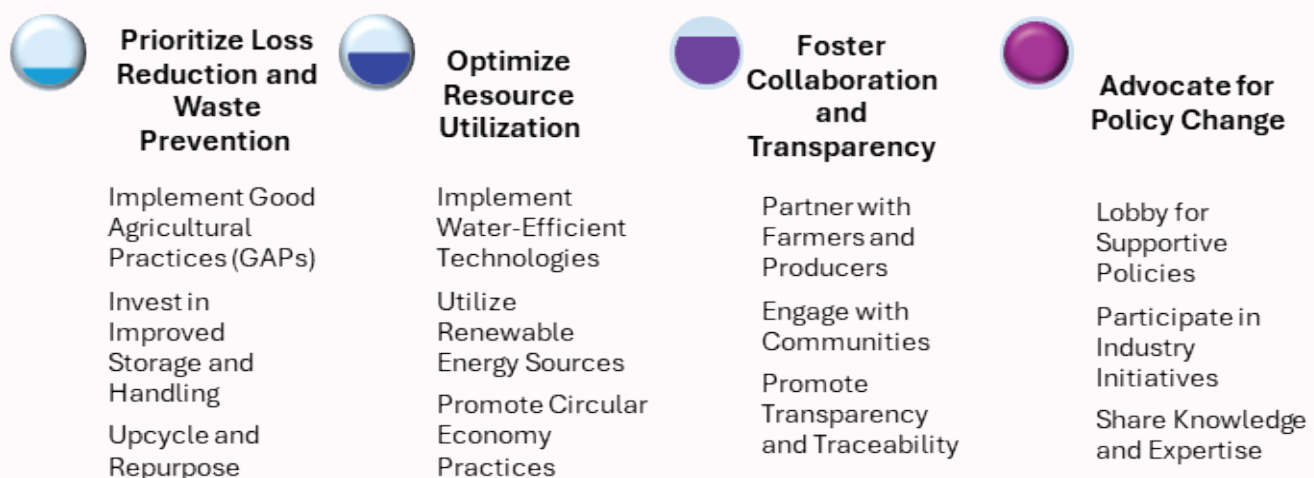 Prioritize Loss
Reduction and
Waste
Prevention
Implement Good
Agricultural
Practices (GAPs)
Invest in
Improved
Storage and
Handling
Upcycle and
Repurpose
Optimize
Resource
Utilization
Implement
Water-Efficient
Technologies
Utilize
Renewable
Energy Sources
Promote Circular
Economy
Practices
Foster
Collaboration
and
Transparency
Partner with
Farmers and
Producers
Engage with
Communities
Promote
Transparency
and Traceability
Advocate for
Policy Change
Lobby for
Supportive
Policies
Participate in
Industry
Initiatives
Share Knowledge
and Expertise